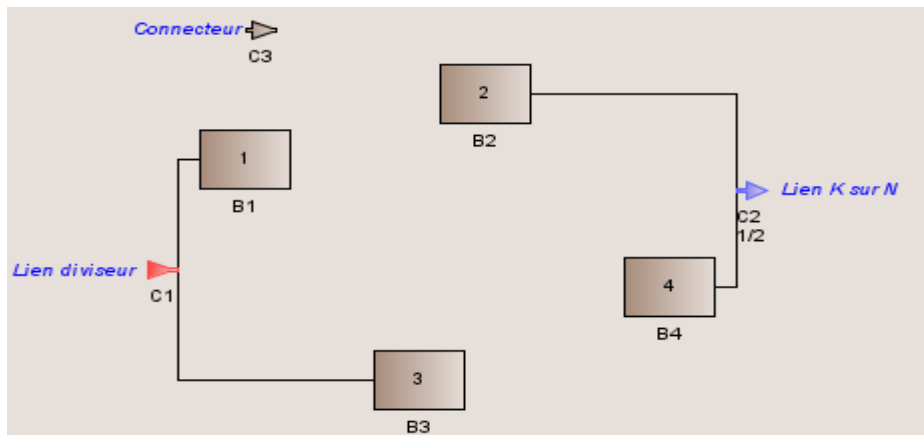 Connecteur
C3
2
B2
1
B1
Lien K sur N
C2
1/2
Lien diviseur
C1
4
B4
3
B3